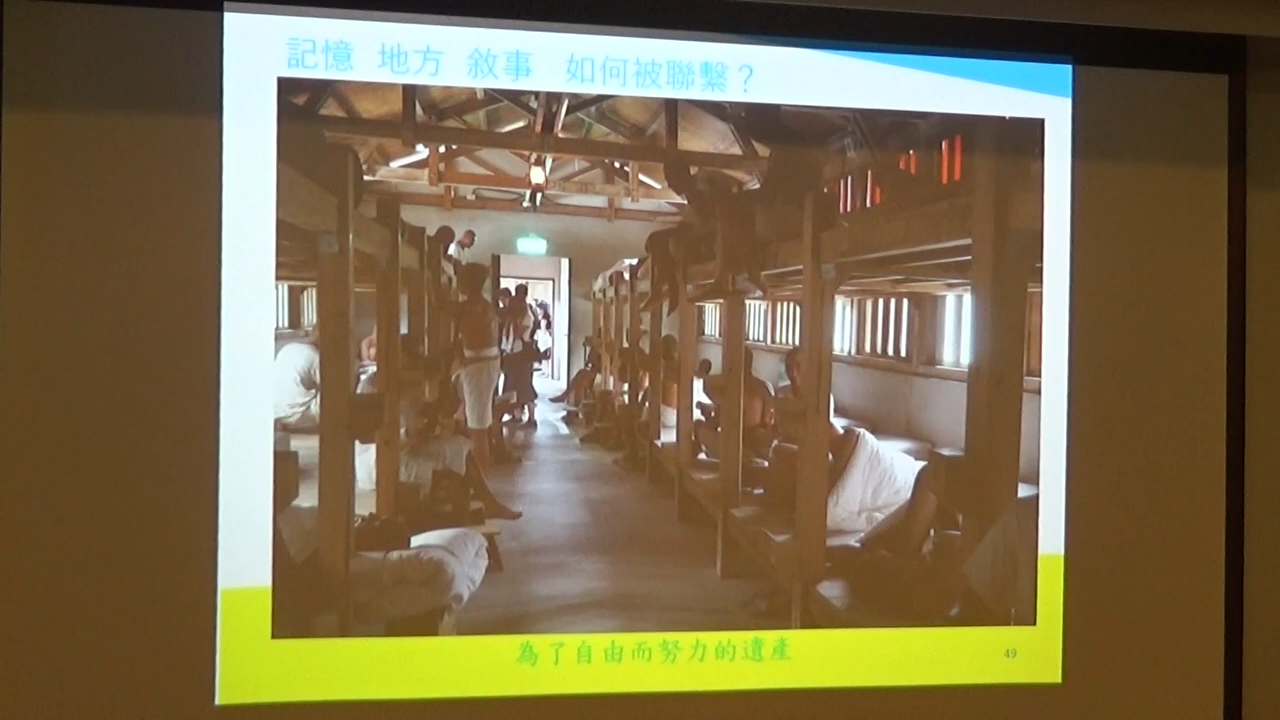 記憶 地方 敘事 如何被聯繫？
為了自由而努力的遺產
49